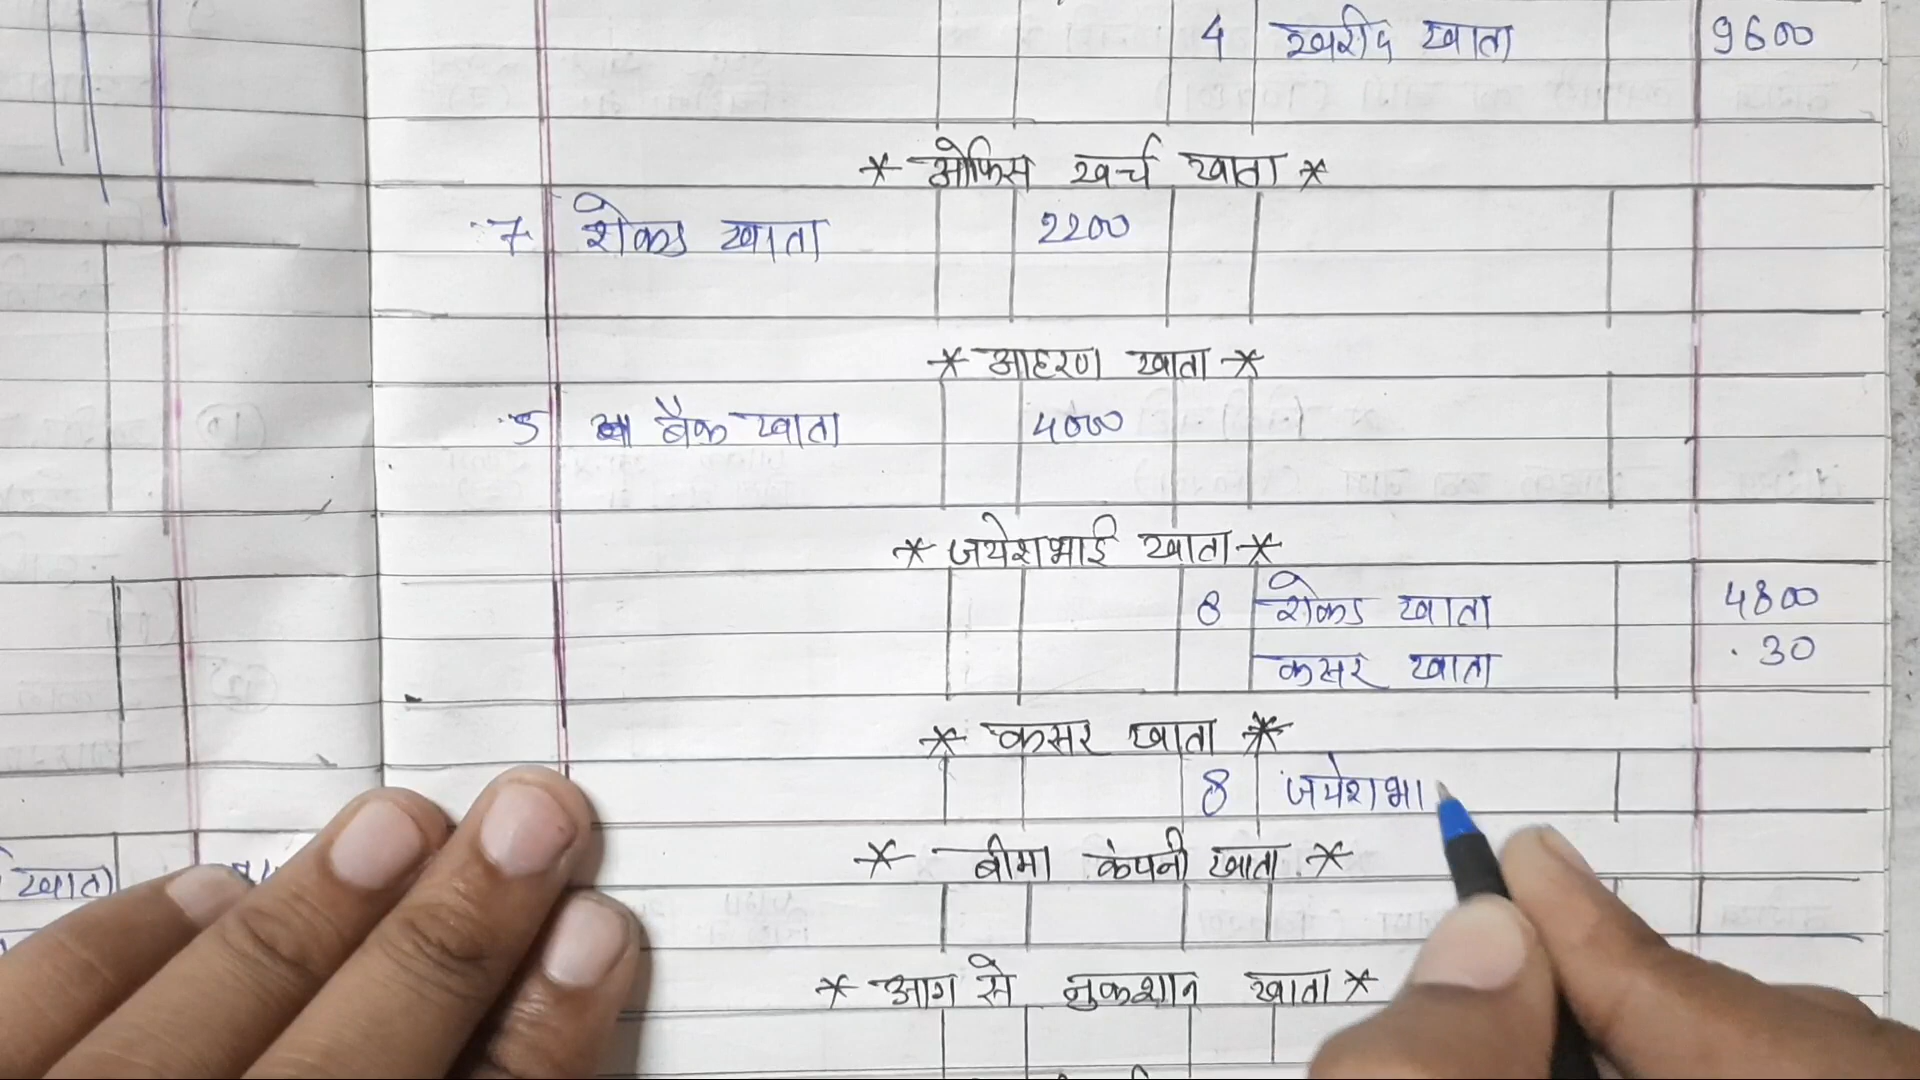 4 खरीद खाता 9600
* ओफिस खर्च खाता *
7 रोकड खाता 2200
* आहरण खाता *
5 बैंक खाता 4000
* जयेशभाई खाता *
8 रोकड खाता 4800
कसर खाता 30
* कसर खाता *
8 जयेशभा
* बीमा कंपनी खाता *
खाता
* आग से नुकशान खाता *